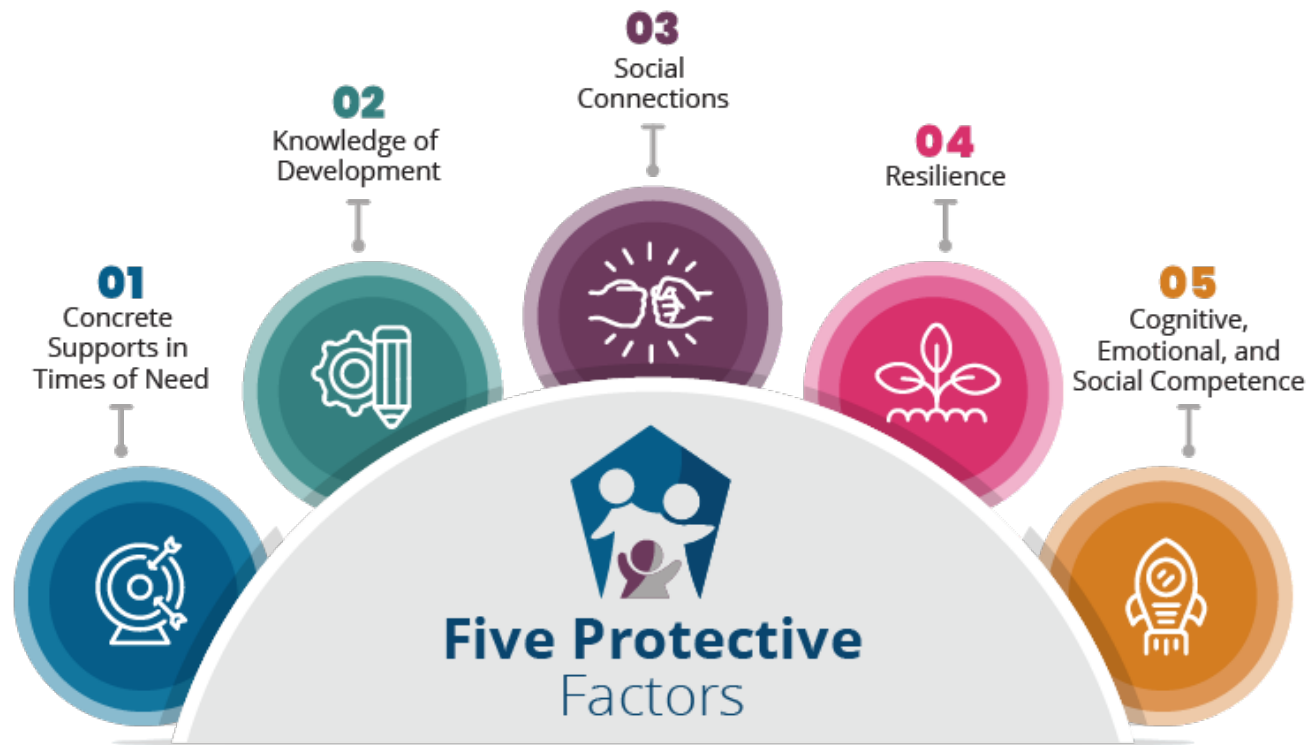 01
Concrete
Supports in
Times of Need
02
Knowledge of
Development
03
Social
Connections
04
Resilience
05
Cognitive,
Emotional, and
Social Competence
Five Protective
Factors